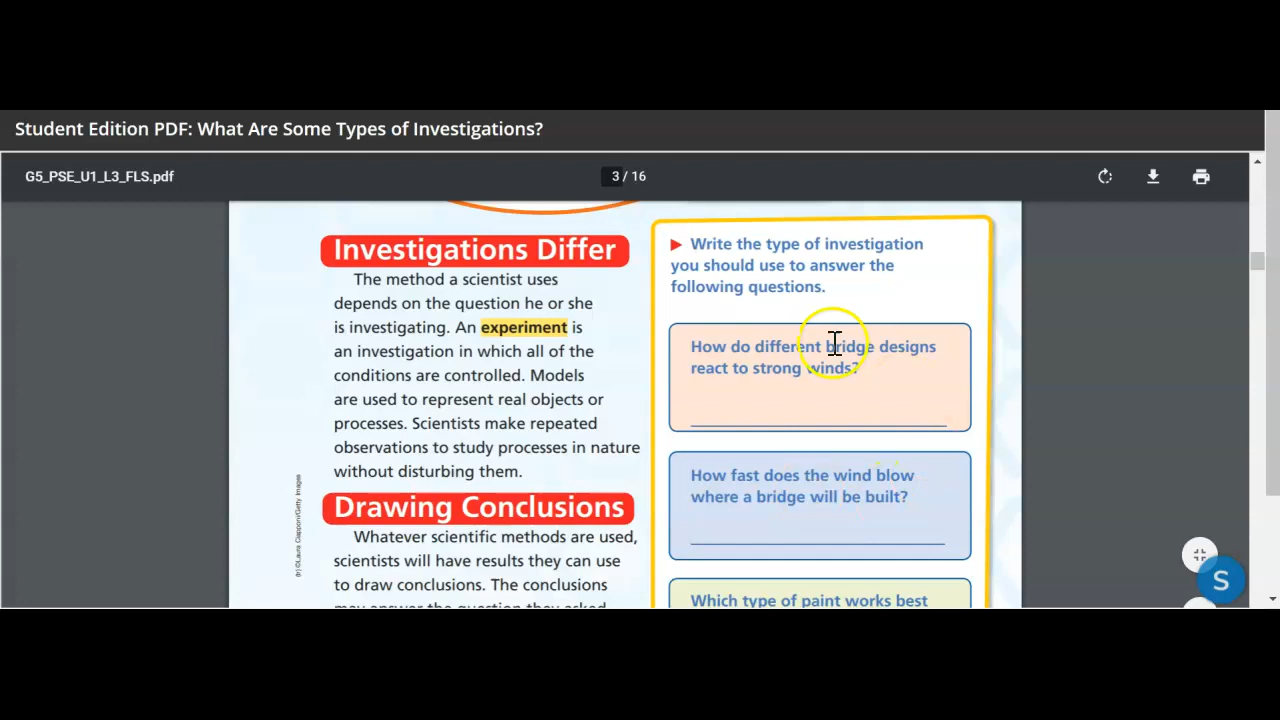 Student Edition PDF: What Are Some Types of Investigations?
G5_PSE_U1_L3_FLS.pdf
3 / 16
Investigations Differ
The method a scientist uses
depends on the question he or she
is investigating. An experiment is
an investigation in which all of the
conditions are controlled. Models
are used to represent real objects or
processes. Scientists make repeated
observations to study processes in nature
without disturbing them.
Drawing Conclusions
Whatever scientific methods are used,
scientists will have results they can use
to draw conclusions. The conclusions
may answer the question they asked
Write the type of investigation
you should use to answer the
following questions.
How do different bridge designs
react to strong winds?
How fast does the wind blow
where a bridge will be built?
Which type of paint works best
S